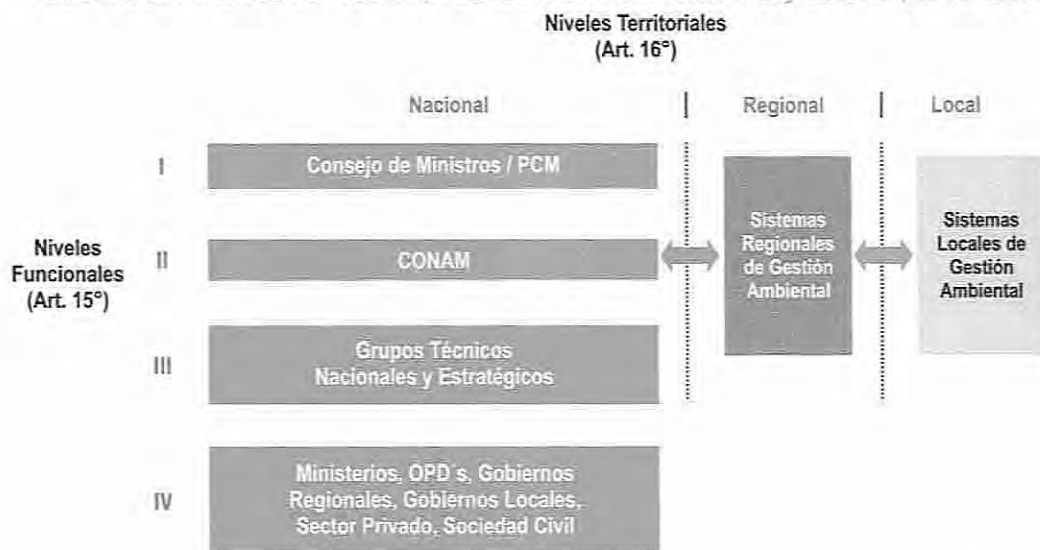 Niveles Territoriales
(Art. 16°)
Nacional
Regional
Local
I
Consejo de Ministros / PCM
Niveles
Funcionales
(Art. 15°)
II
CONAM
Sistemas
Regionales
de Gestión
Ambiental
Sistemas
Locales de
Gestión
Ambiental
III
Grupos Técnicos
Nacionales y Estratégicos
IV
Ministerios, OPD´s, Gobiernos
Regionales, Gobiernos Locales,
Sector Privado, Sociedad Civil